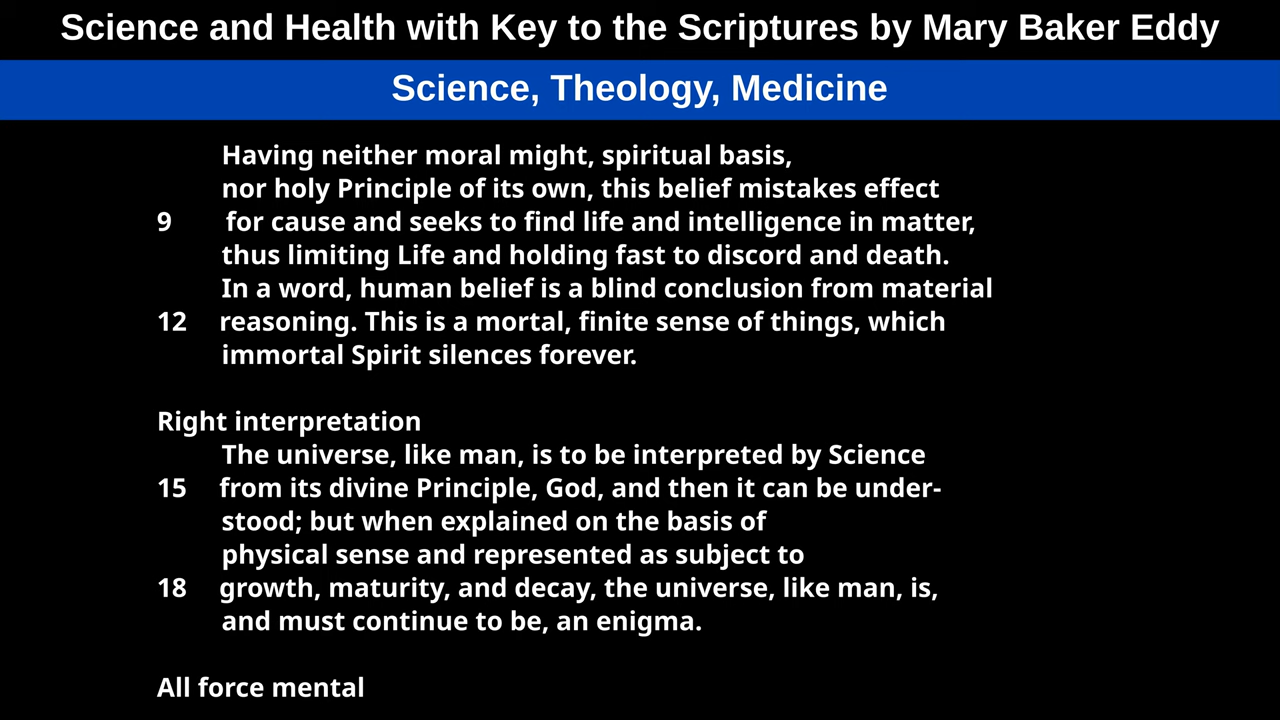 Science and Health with Key to the Scriptures by Mary Baker Eddy
Science, Theology, Medicine
Having neither moral might, spiritual basis,
nor holy Principle of its own, this belief mistakes effect
9 for cause and seeks to find life and intelligence in matter,
thus limiting Life and holding fast to discord and death.
In a word, human belief is a blind conclusion from material
12 reasoning. This is a mortal, finite sense of things, which
immortal Spirit silences forever.
Right interpretation
The universe, like man, is to be interpreted by Science
15 from its divine Principle, God, and then it can be under-
stood; but when explained on the basis of
physical sense and represented as subject to
18 growth, maturity, and decay, the universe, like man, is,
and must continue to be, an enigma.
All force mental